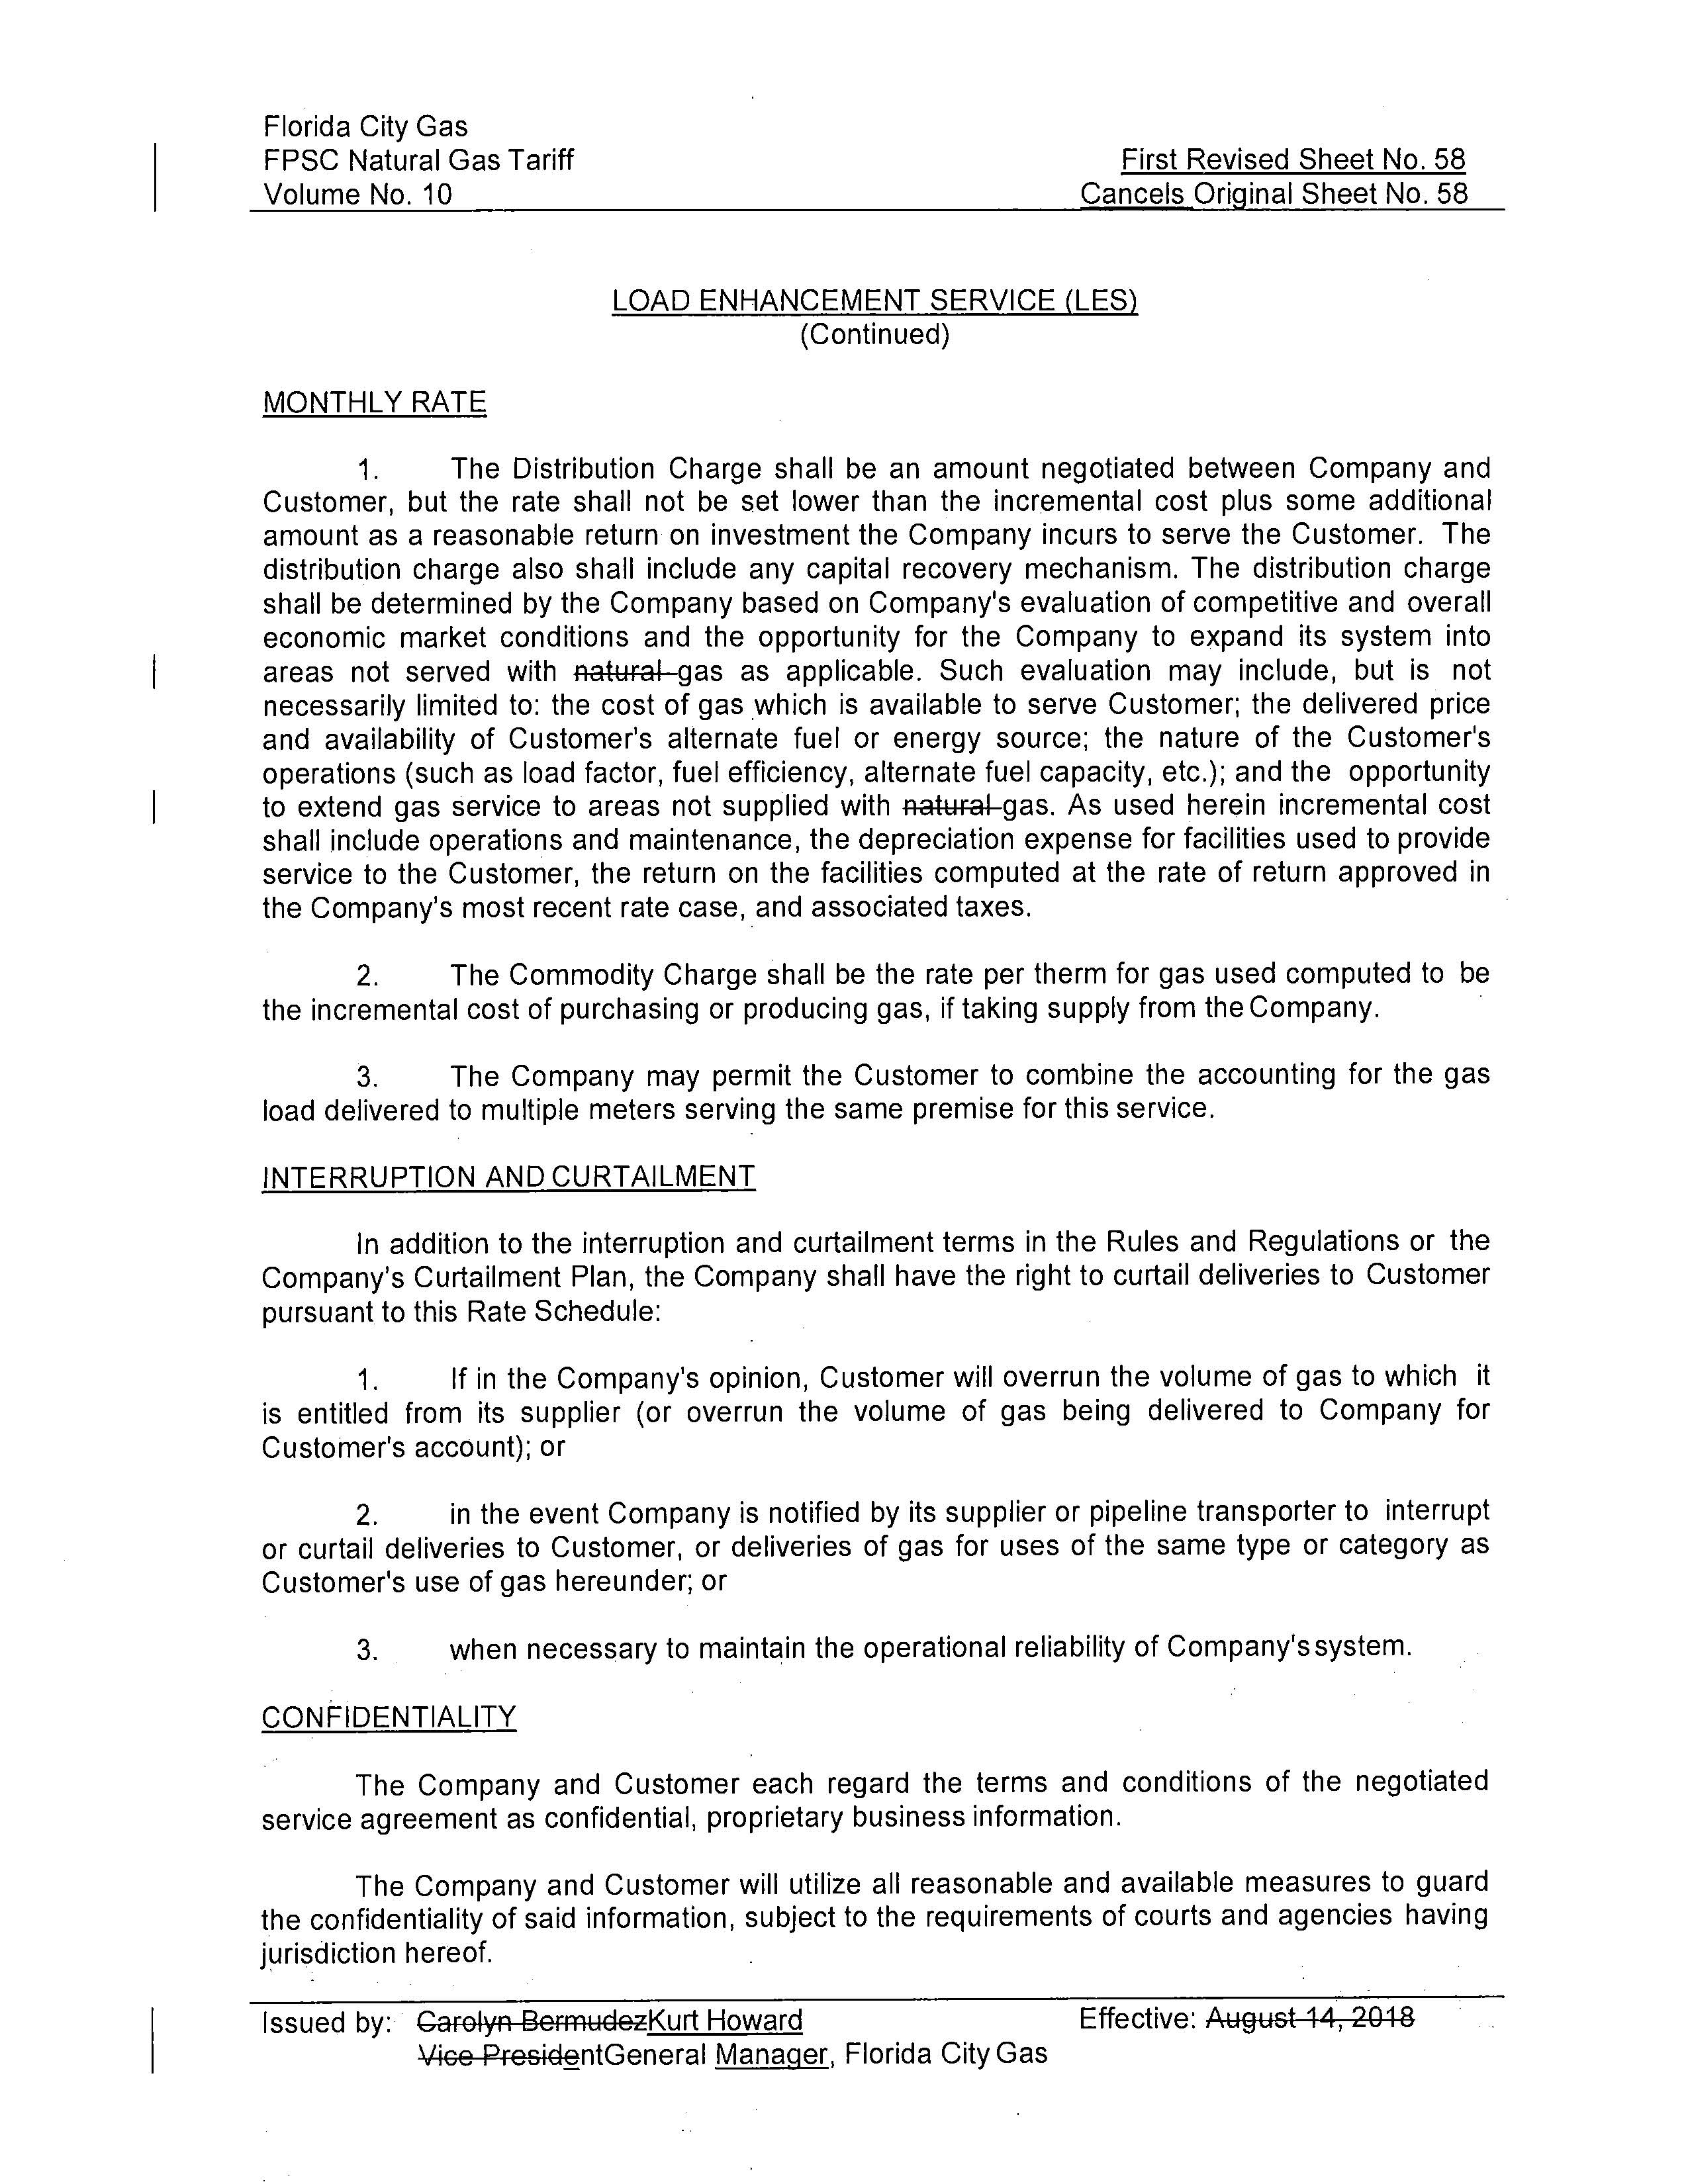 Florida City Gas
FPSC Natural Gas Tariff First Revised Sheet No. 58
Volume No. 10 Cancels Original Sheet No. 58
LOAD ENHANCEMENT SERVICE (LES)
(Continued)
MONTHLY RATE
1. The Distribution Charge shall be an amount negotiated between Company and
Customer, but the rate shall not be set lower than the incremental cost plus some additional
amount as a reasonable return on investment the Company incurs to serve the Customer. The
distribution charge also shall include any capital recovery mechanism. The distribution charge
shall be determined by the Company based on Company's evaluation of competitive and overall
economic market conditions and the opportunity for the Company to expand its system into
areas not served with natural gas as applicable. Such evaluation may include, but is not
necessarily limited to: the cost of gas which is available to serve Customer; the delivered price
and availability of Customer's alternate fuel or energy source; the nature of the Customer's
operations (such as load factor, fuel efficiency, alternate fuel capacity, etc.); and the opportunity
to extend gas service to areas not supplied with natural gas. As used herein incremental cost
shall include operations and maintenance, the depreciation expense for facilities used to provide
service to the Customer, the return on the facilities computed at the rate of return approved in
the Company's most recent rate case, and associated taxes.
2. The Commodity Charge shall be the rate per therm for gas used computed to be
the incremental cost of purchasing or producing gas, if taking supply from the Company.
3. The Company may permit the Customer to combine the accounting for the gas
load delivered to multiple meters serving the same premise for this service.
INTERRUPTION AND CURTAILMENT
In addition to the interruption and curtailment terms in the Rules and Regulations or the
Company's Curtailment Plan, the Company shall have the right to curtail deliveries to Customer
pursuant to this Rate Schedule:
1. If in the Company's opinion, Customer will overrun the volume of gas to which it
is entitled from its supplier (or overrun the volume of gas being delivered to Company for
Customer's account); or
2. in the event Company is notified by its supplier or pipeline transporter to interrupt
or curtail deliveries to Customer, or deliveries of gas for uses of the same type or category as
Customer's use of gas hereunder; or
3. when necessary to maintain the operational reliability of Company's system.
CONFIDENTIALITY
The Company and Customer each regard the terms and conditions of the negotiated
service agreement as confidential, proprietary business information.
The Company and Customer will utilize all reasonable and available measures to guard
the confidentiality of said information, subject to the requirements of courts and agencies having
jurisdiction hereof.
Issued by: Carolyn BermudezKurt Howard Effective: August 14, 2018
Vice PresidentGeneral Manager, Florida City Gas